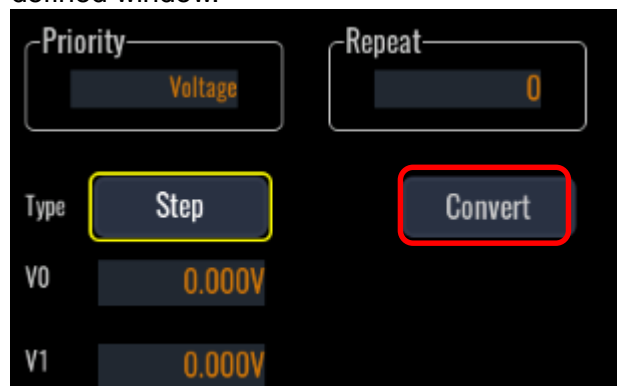 Priority
Repeat
Voltage
0
Type
Step
Convert
V0
0.000V
V1
0.000V